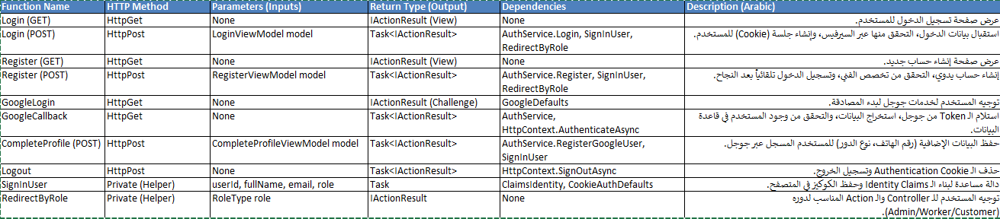 Function Name HTTP Method Parameters (Inputs) Return Type (Output) Dependencies Description (Arabic)
Login (GET) HttpGet None IActionResult (View) None عرض صفحة تسجيل الدخول للمستخدم.
Login (POST) HttpPost LoginViewModel model Task<IActionResult> AuthService.Login, SignInUser, استقبال بيانات الدخول، التحقق منها عبر السيرفيس، وإنشاء جلسة (Cookie) للمستخدم.
RedirectByRole
Register (GET) HttpGet None IActionResult (View) None عرض صفحة إنشاء حساب جديد.
Register (POST) HttpPost RegisterViewModel model Task<IActionResult> AuthService.Register, SignInUser, إنشاء حساب يدوي، التحقق من تخصص الفني، وتسجيل الدخول تلقائياً بعد النجاح.
RedirectByRole
GoogleLogin HttpGet None IActionResult (Challenge) GoogleDefaults توجيه المستخدم لخدمات جوجل لبدء المصادقة.
GoogleCallback HttpGet None Task<IActionResult> AuthService, استلام الـ Token من جوجل، استخراج البيانات، والتحقق من وجود المستخدم في قاعدة
HttpContext.AuthenticateAsync البيانات.
CompleteProfile (POST) HttpPost CompleteProfileViewModel model Task<IActionResult> AuthService.RegisterGoogleUser, حفظ البيانات الإضافية (رقم الهاتف، نوع الدور) للمستخدم المسجل عبر جوجل.
SignInUser
Logout HttpPost None Task<IActionResult> HttpContext.SignOutAsync حذف الـ Authentication Cookie وتسجيل الخروج.
SignInUser Private (Helper) userId, fullName, email, role Task ClaimsIdentity, CookieAuthDefaults دالة مساعدة لبناء الـ Identity Claims وحفظ الكوكيز في المتصفح.
RedirectByRole Private (Helper) RoleType role IActionResult None توجيه المستخدم للـ Controller والـ Action المناسب لدوره
(Admin/Worker/Customer).